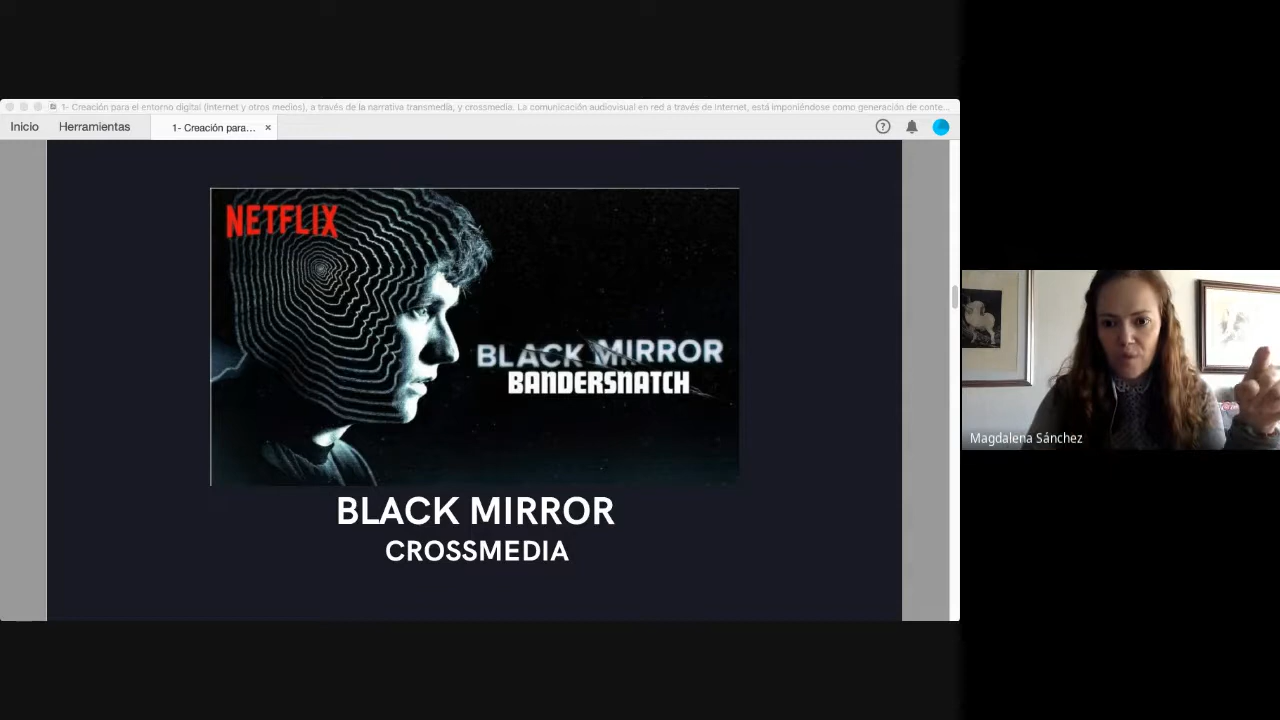 1- Creación para el entorno digital (Internet y otros medios), a través de la narrativa transmedia, y crossmedia. La comunicación audiovisual en red a través de Internet, está imponiéndose como generación de conte...
Inicio
Herramientas
1- Creación para...
NETFLIX
BLACK MIRROR
BANDERSNATCH
BLACK MIRROR
CROSSMEDIA
Magdalena Sánchez